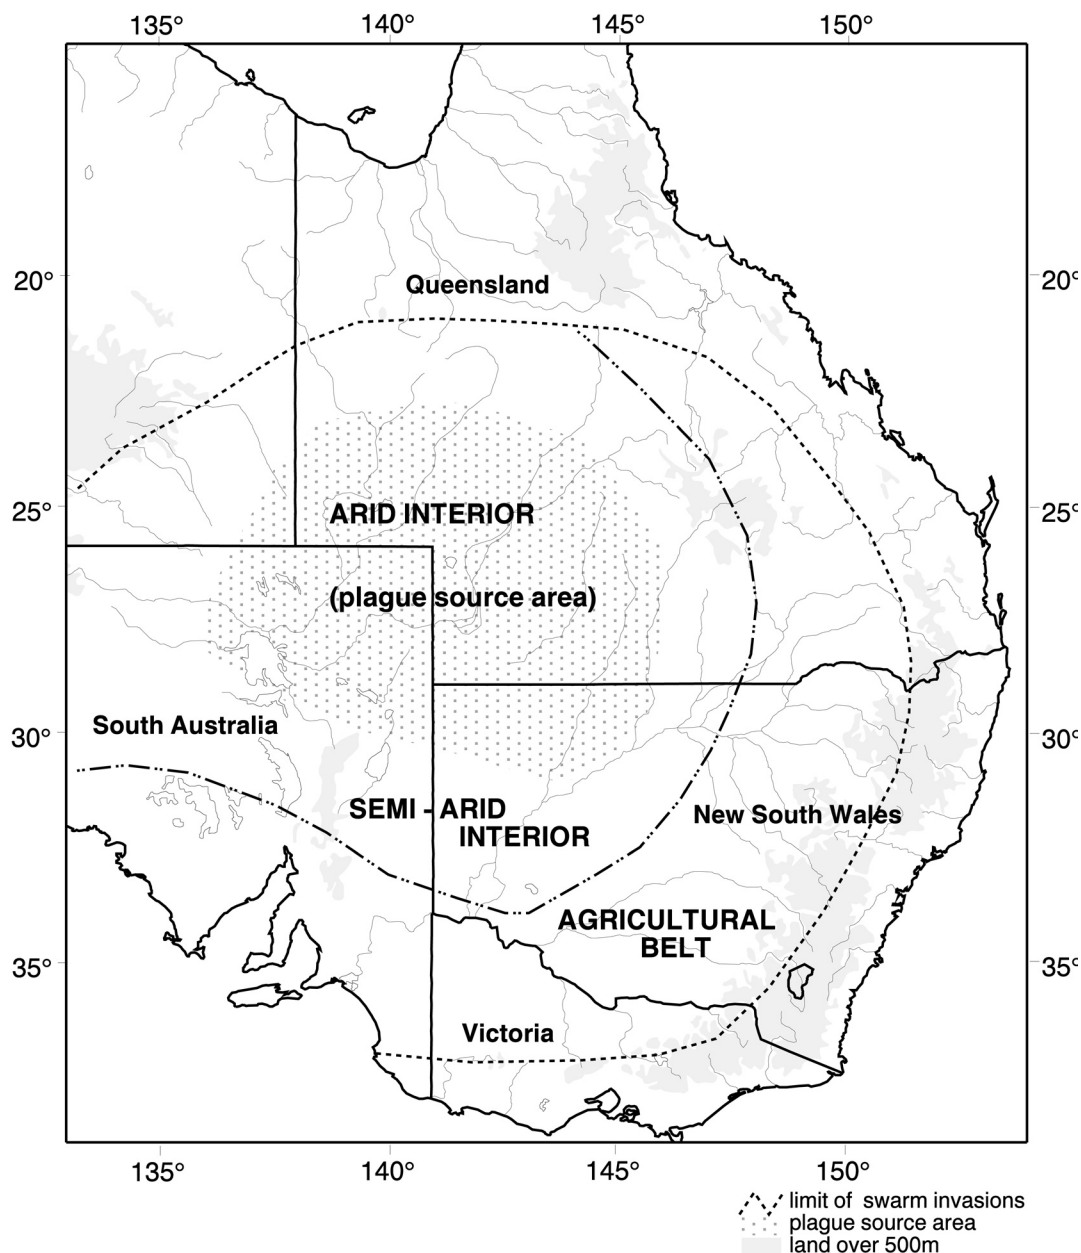 135° 140° 145° 150°
20° 20°
Queensland
25° 25°
ARID INTERIOR
(plague source area)
South Australia
30° 30°
SEMI - ARID
INTERIOR
New South Wales
AGRICULTURAL
BELT
35° 35°
Victoria
135° 140° 145° 150°
limit of swarm invasions
plague source area
land over 500m